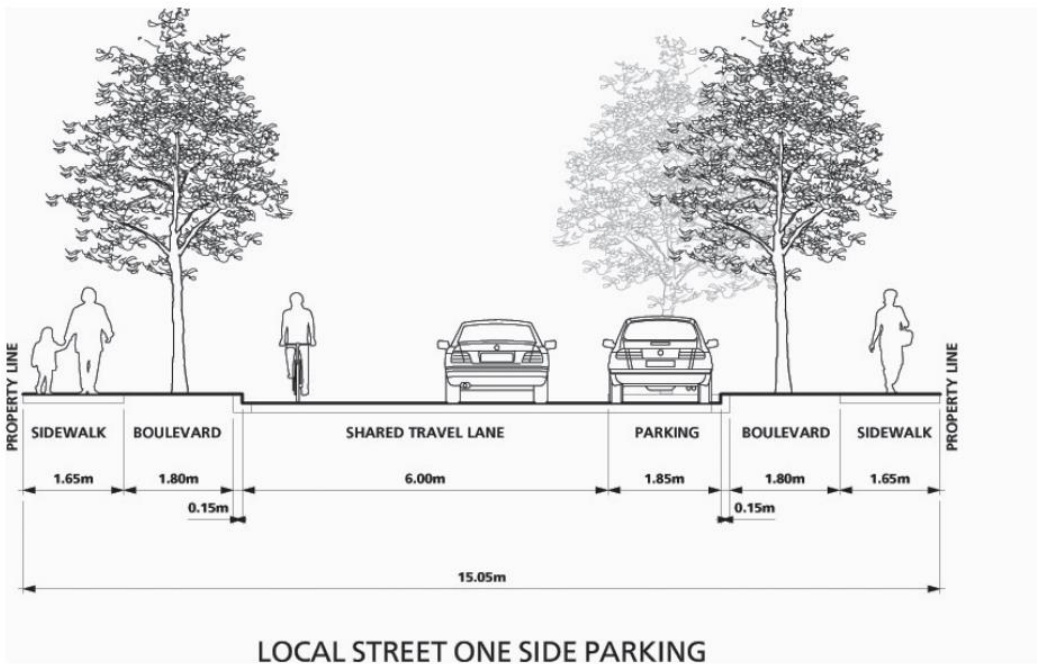 PROPERTY LINE
PROPERTY LINE
SIDEWALK BOULEVARD SHARED TRAVEL LANE PARKING BOULEVARD SIDEWALK
1.65m 1.80m 6.00m 1.85m 1.80m 1.65m
0.15m 0.15m
15.05m
LOCAL STREET ONE SIDE PARKING